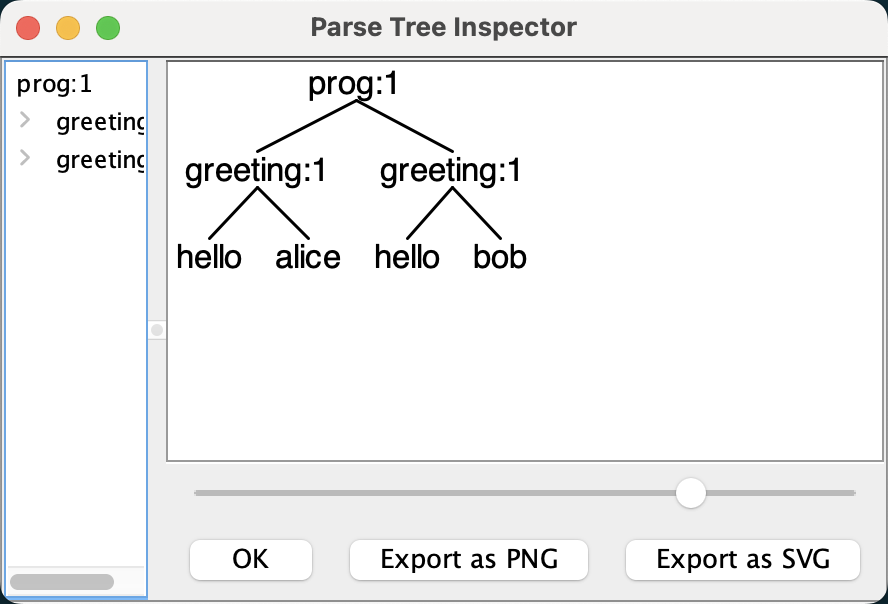 Parse Tree Inspector
prog:1
greeting
greeting
prog:1
greeting:1 greeting:1
hello alice hello bob
OK Export as PNG Export as SVG